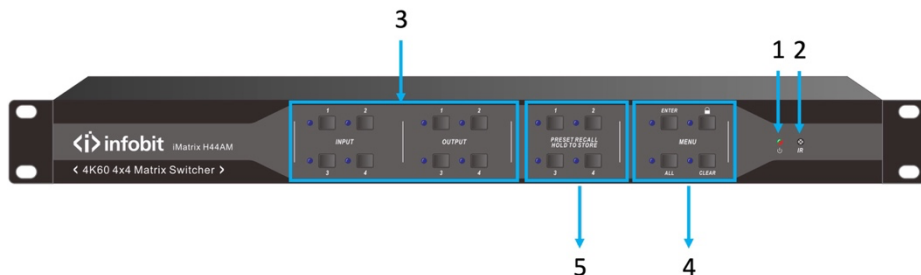 3
1 2
infobit iMatrix H44AM
< 4K60 4x4 Matrix Switcher >
1 2
INPUT
3 4
1 2
OUTPUT
3 4
1 2
PRESET RECALL
HOLD TO STORE
3 4
ENTER
MENU
ALL CLEAR
IR
5 4